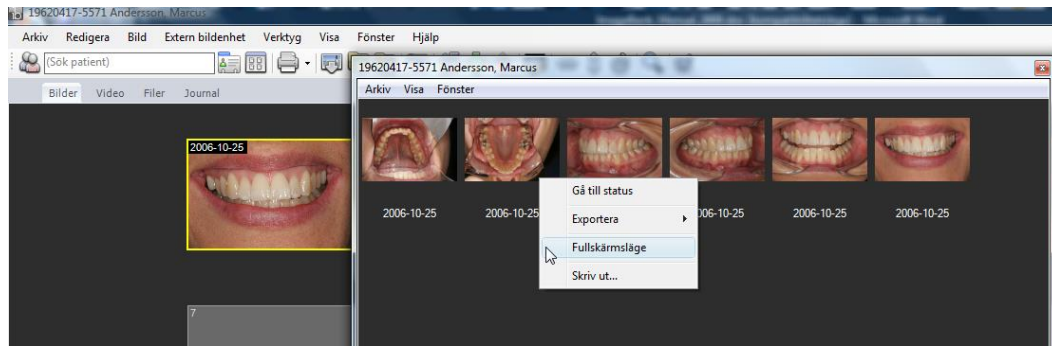 19620417-5571 Andersson, Marcus
Arkiv Redigera Bild Extern bildenhet Verktyg Visa Fönster Hjälp
(Sök patient)
Bilder Video Filer Journal
2006-10-25
7
19620417-5571 Andersson, Marcus
Arkiv Visa Fönster
2006-10-25 2006-10-25 2006-10-25 2006-10-25 2006-10-25
Gå till status
Exportera
Fullskärmsläge
Skriv ut...